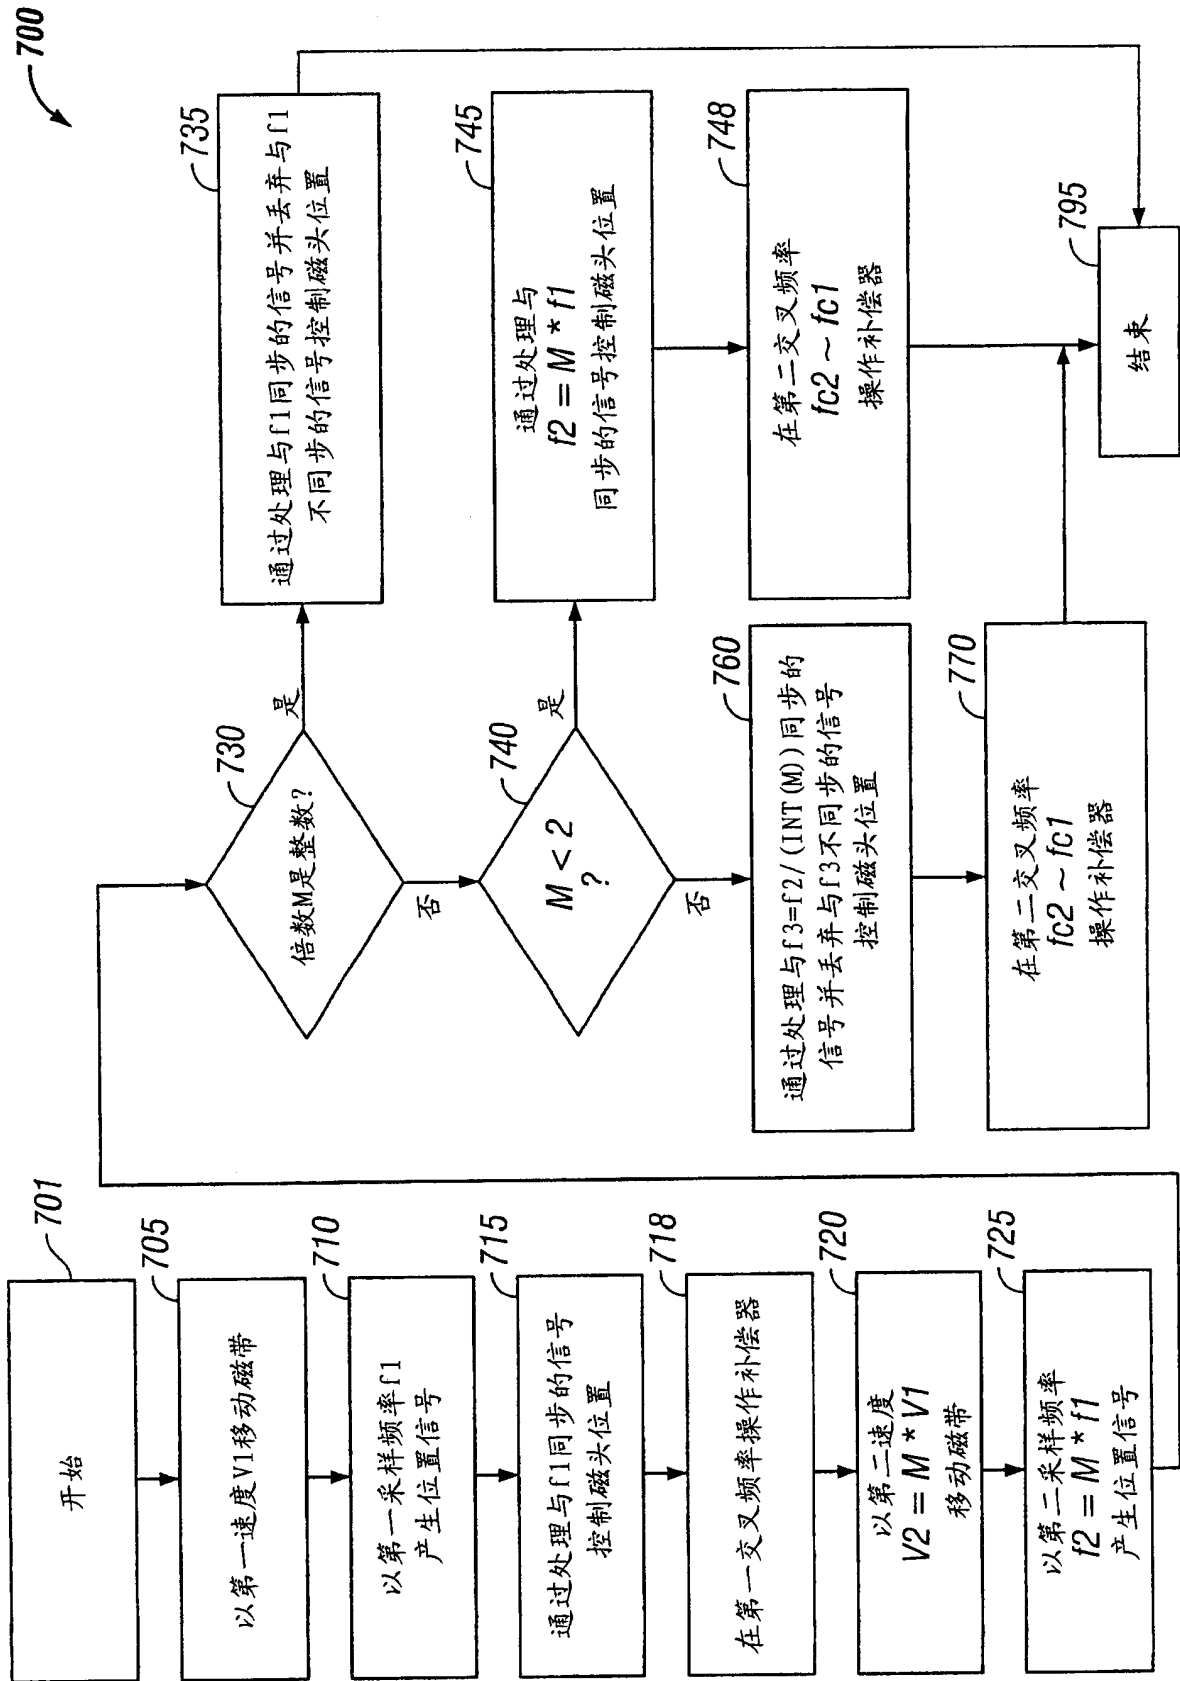 700
701
开始
705
以第一速度V1移动磁带
710
以第一采样频率f1
产生位置信号
715
通过处理与f1同步的信号
控制磁头位置
718
在第一交叉频率操作补偿器
720
以第二速度
V2 = M * V1
移动磁带
725
以第二采样频率
f2 = M * f1
产生位置信号
730
倍数M是整数?
是
否
735
通过处理与f1同步的信号并丢弃与f1
不同步的信号控制磁头位置
740
M < 2
?
是
否
745
通过处理与
f2 = M * f1
同步的信号控制磁头位置
748
在第二交叉频率
fc2 ~ fc1
操作补偿器
760
通过处理与f3=f2/(INT(M))同步的
信号并丢弃与f3不同步的信号
控制磁头位置
770
在第二交叉频率
fc2 ~ fc1
操作补偿器
795
结束